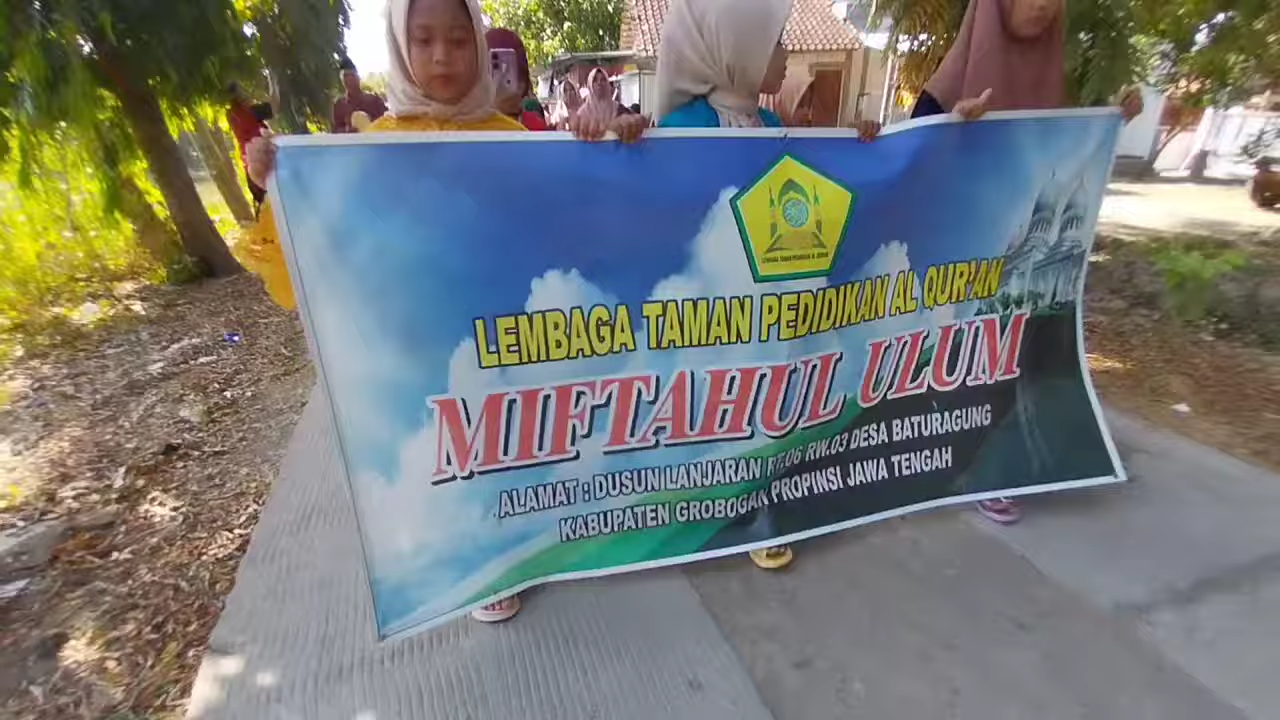 LEMBAGA TAMAN PEDIDIKAN AL QUR'AN
MIFTAHUL ULUM
ALAMAT : DUSUN LANJARAN RT.06 RW.03 DESA BATURAGUNG
KABUPATEN GROBOGAN PROPINSI JAWA TENGAH